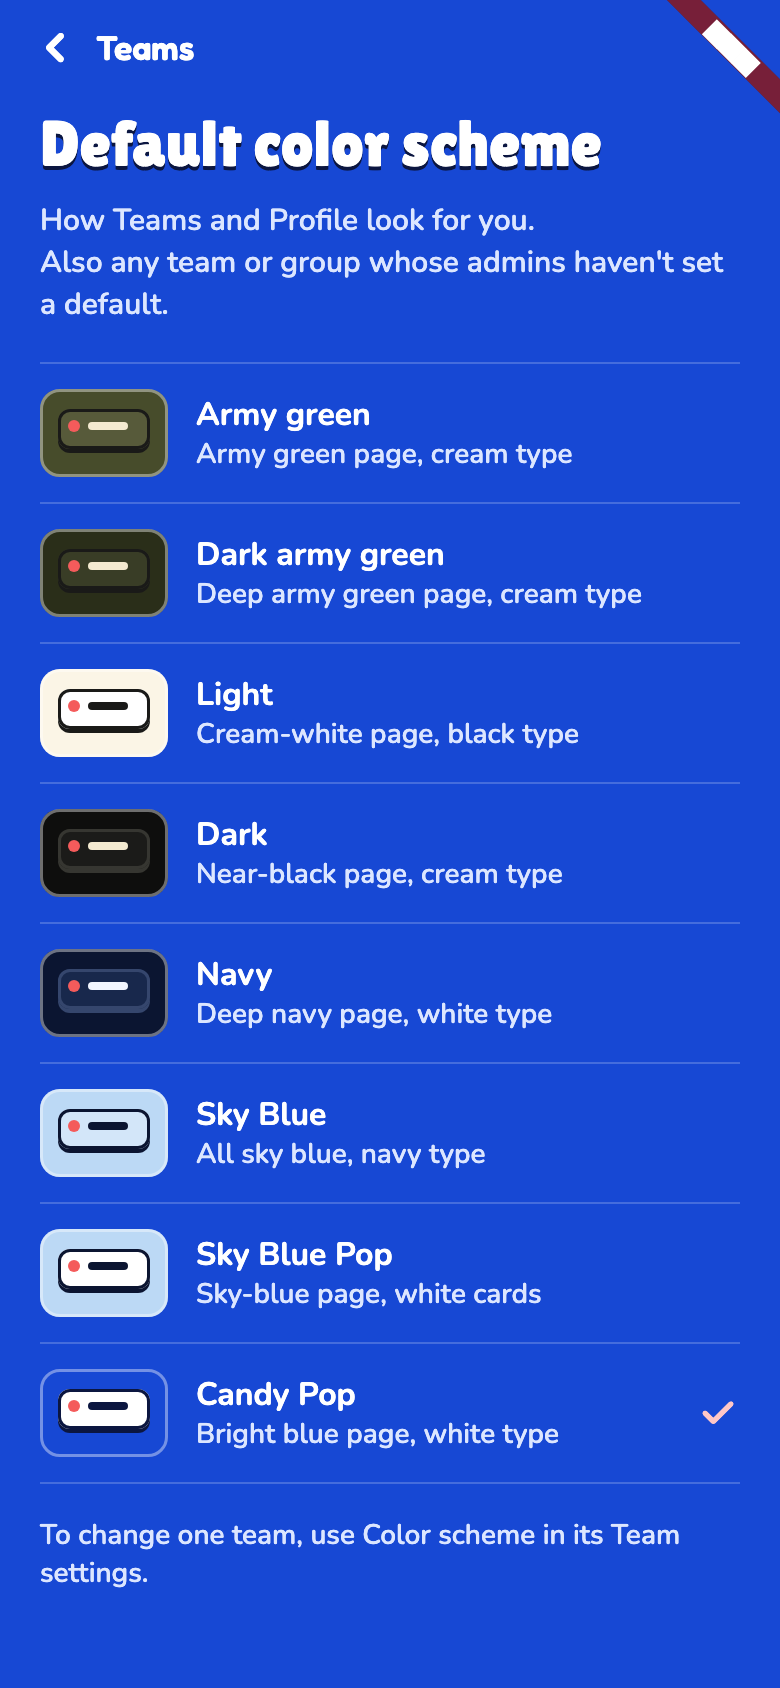 Teams
Default color scheme
How Teams and Profile look for you.
Also any team or group whose admins haven't set
a default.
Army green
Army green page, cream type
Dark army green
Deep army green page, cream type
Light
Cream-white page, black type
Dark
Near-black page, cream type
Navy
Deep navy page, white type
Sky Blue
All sky blue, navy type
Sky Blue Pop
Sky-blue page, white cards
Candy Pop
Bright blue page, white type
To change one team, use Color scheme in its Team
settings.